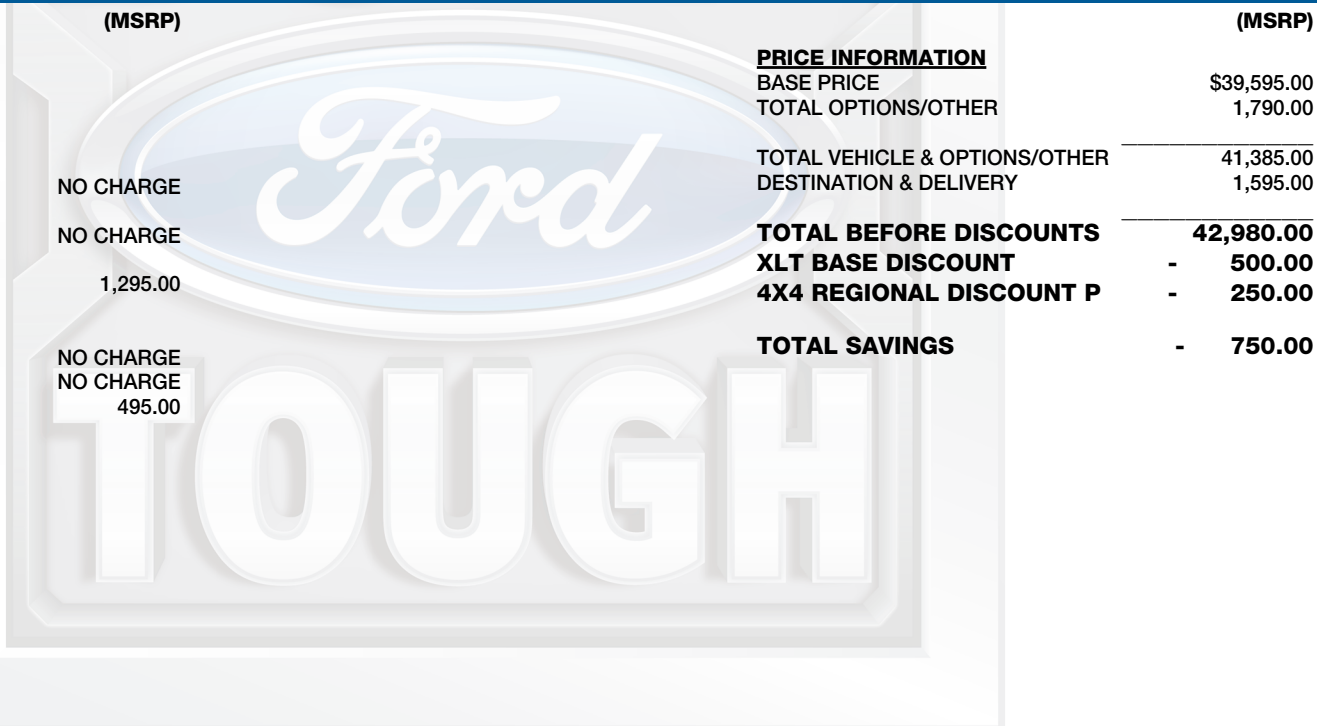 (MSRP)
NO CHARGE
NO CHARGE
1,295.00
NO CHARGE
NO CHARGE
495.00
Ford
TOUGH
(MSRP)
PRICE INFORMATION
BASE PRICE $39,595.00
TOTAL OPTIONS/OTHER 1,790.00
TOTAL VEHICLE & OPTIONS/OTHER 41,385.00
DESTINATION & DELIVERY 1,595.00
TOTAL BEFORE DISCOUNTS 42,980.00
XLT BASE DISCOUNT - 500.00
4X4 REGIONAL DISCOUNT P - 250.00
TOTAL SAVINGS - 750.00